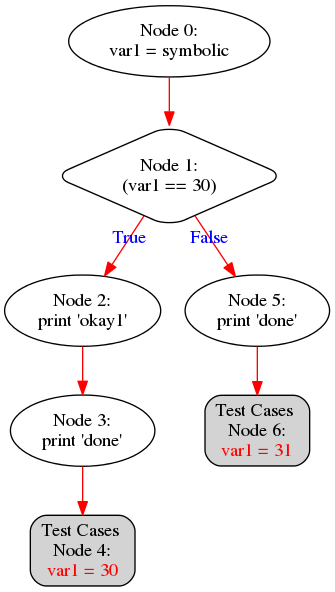 Node 0:
var1 = symbolic
Node 1:
(var1 == 30)
True
False
Node 2:
print 'okay1'
Node 5:
print 'done'
Node 3:
print 'done'
Test Cases
Node 6:
var1 = 31
Test Cases
Node 4:
var1 = 30